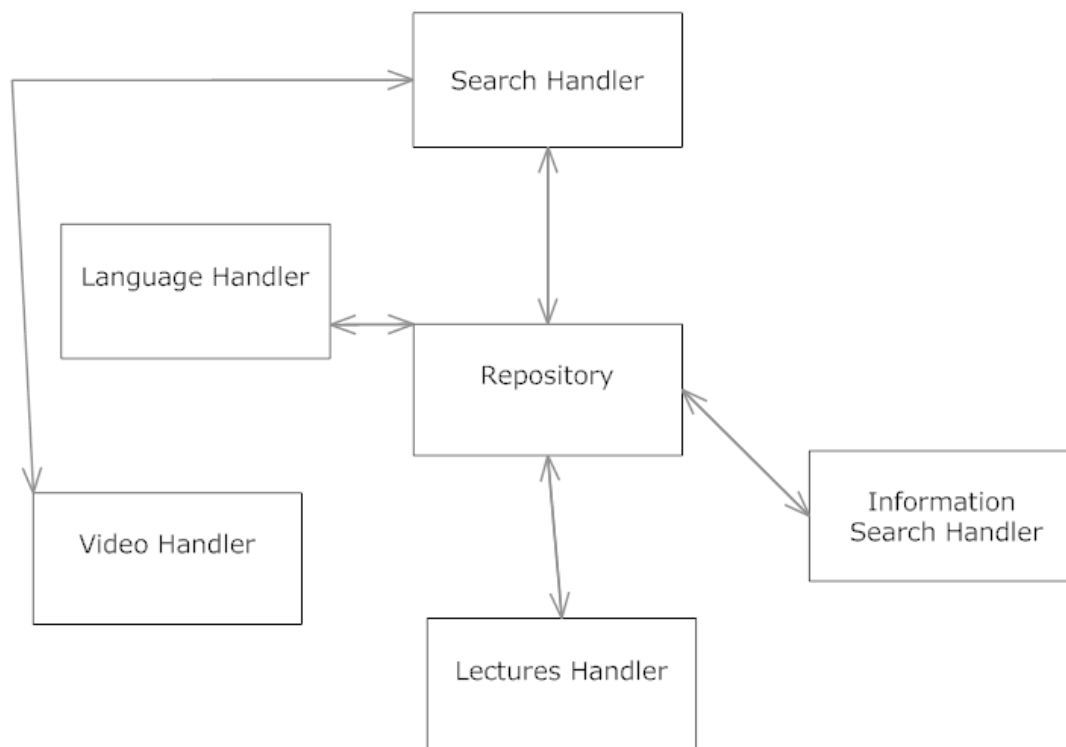 Search Handler
Language Handler
Repository
Information
Search Handler
Video Handler
Lectures Handler